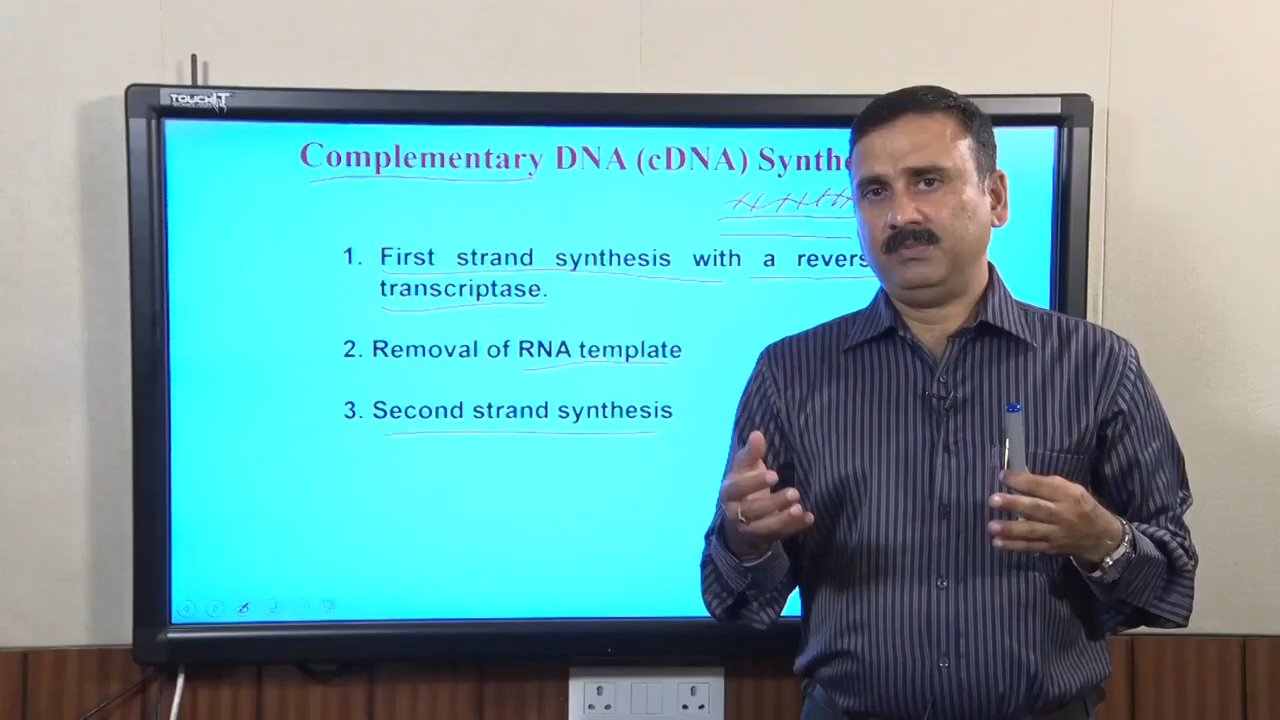 TOUCHIT
TECHNOLOGIES
Complementary DNA (cDNA) Synthe
1. First strand synthesis with a revers
transcriptase.
2. Removal of RNA template
3. Second strand synthesis